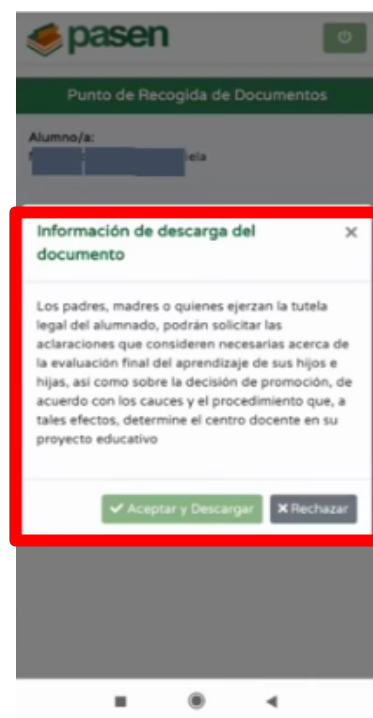 pasen
Punto de Recogida de Documentos
Alumno/a:
iela
Información de descarga del
documento
Los padres, madres o quienes ejerzan la tutela
legal del alumnado, podrán solicitar las
aclaraciones que consideren necesarias acerca de
la evaluación final del aprendizaje de sus hijos e
hijas, así como sobre la decisión de promoción, de
acuerdo con los cauces y el procedimiento que, a
tales efectos, determine el centro docente en su
proyecto educativo
Aceptar y Descargar Rechazar